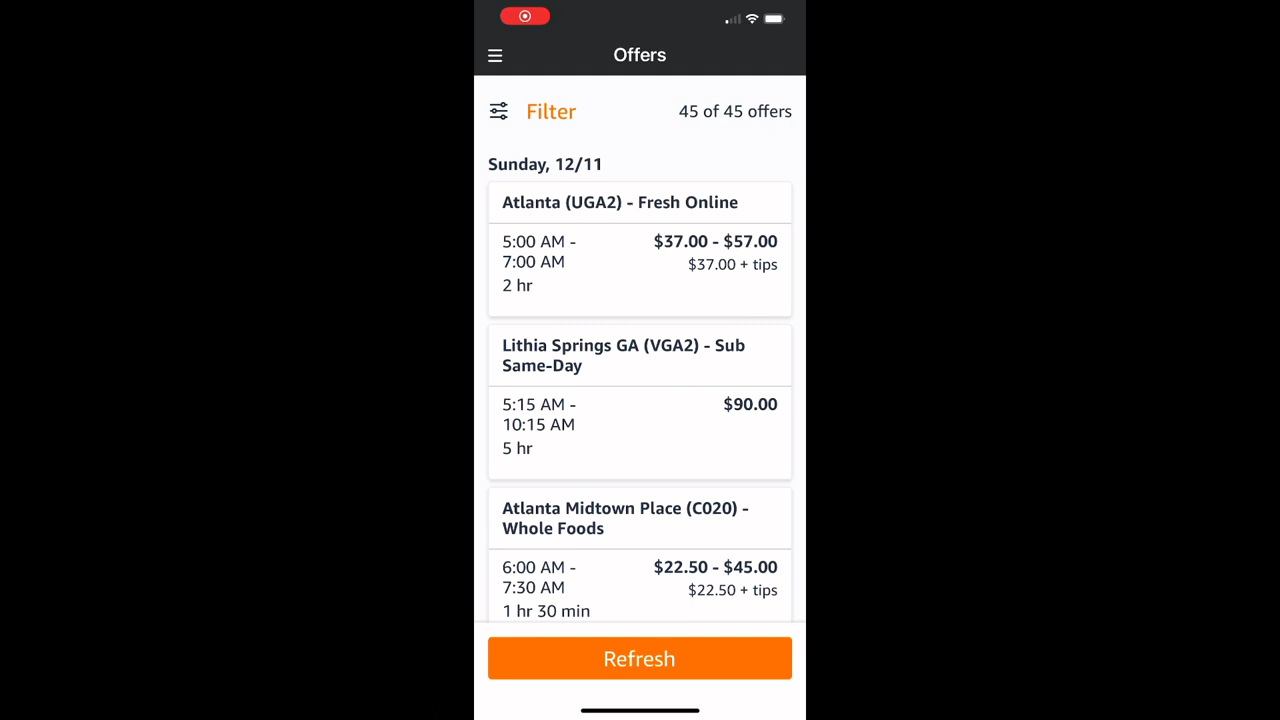 Offers
Filter
45 of 45 offers
Sunday, 12/11
Atlanta (UGA2) - Fresh Online
5:00 AM -
7:00 AM
2 hr
$37.00 - $57.00
$37.00 + tips
Lithia Springs GA (VGA2) - Sub
Same-Day
5:15 AM -
10:15 AM
5 hr
$90.00
Atlanta Midtown Place (C020) -
Whole Foods
6:00 AM -
7:30 AM
1 hr 30 min
$22.50 - $45.00
$22.50 + tips
Refresh